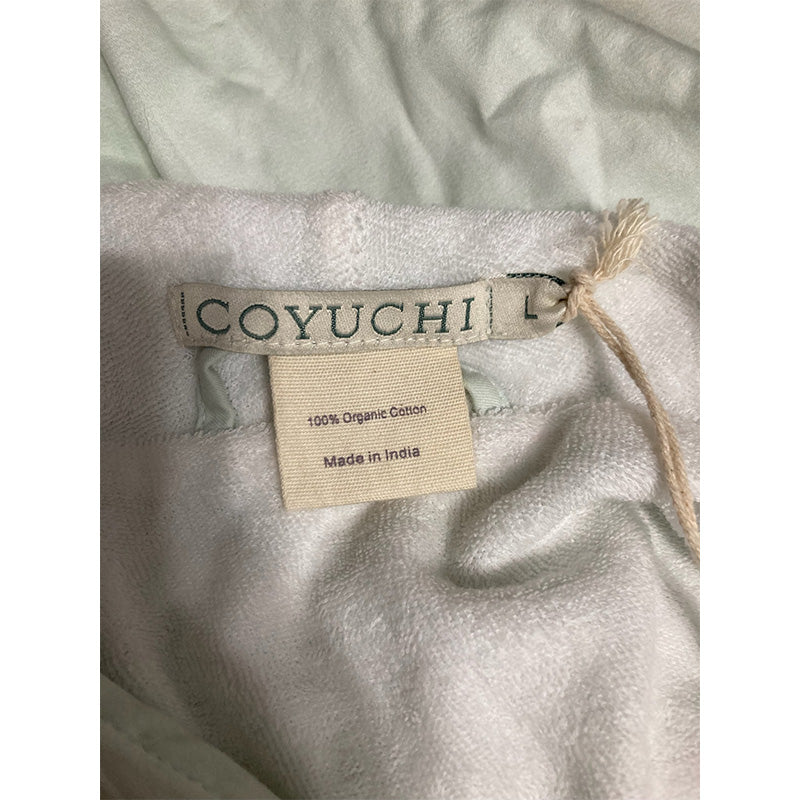 COYUCHI L
100% Organic Cotton
Made in India